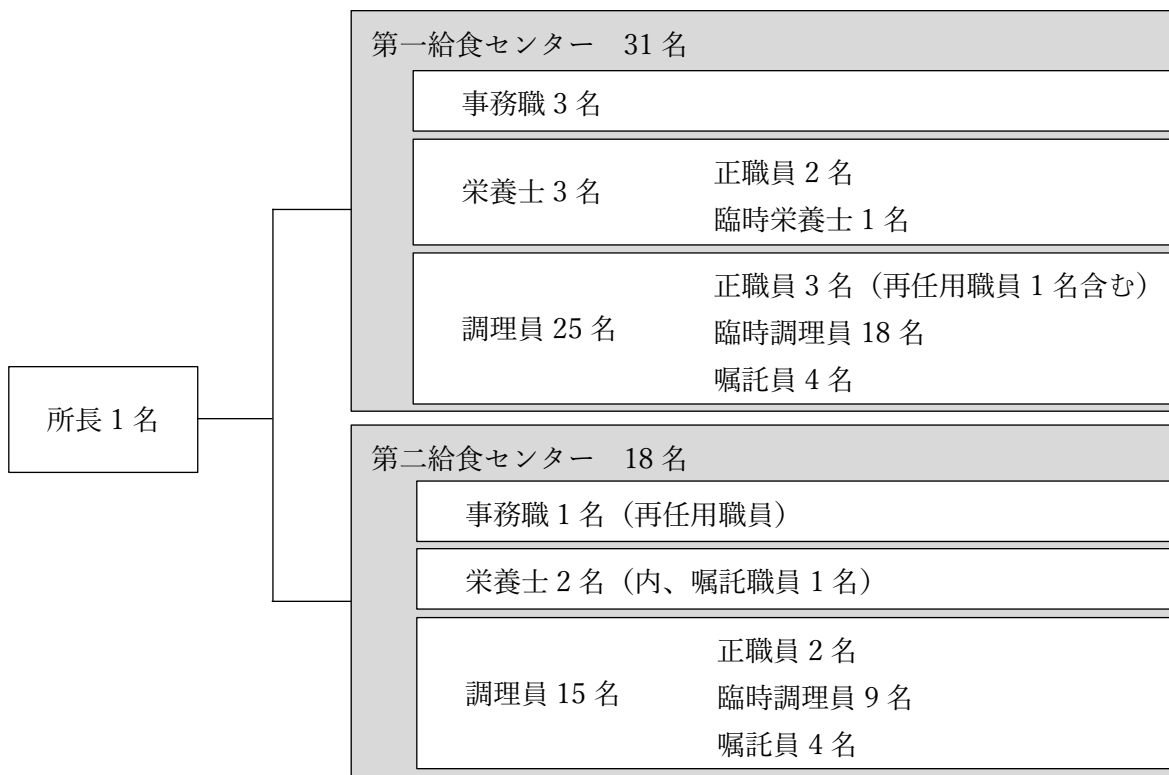 第一給食センター　31 名
事務職 3 名
栄養士 3 名
正職員 2 名
臨時栄養士 1 名
調理員 25 名
正職員 3 名（再任用職員 1 名含む）
臨時調理員 18 名
嘱託員 4 名
所長 1 名
第二給食センター　18 名
事務職 1 名（再任用職員）
栄養士 2 名（内、嘱託職員 1 名）
調理員 15 名
正職員 2 名
臨時調理員 9 名
嘱託員 4 名